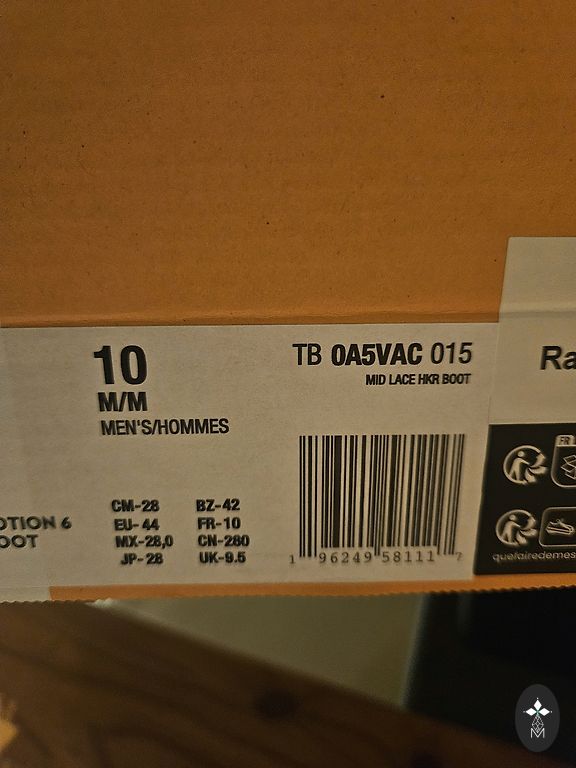 10
M/M
MEN'S/HOMMES
TB 0A5VAC 015
MID LACE HKR BOOT
OTION 6
OOT
CM-28 BZ-42
EU-44 FR-10
MX-28,0 CN-280
JP-28 UK-9.5
1 96249 58111 7
Ra
FR
quefairedemes
M